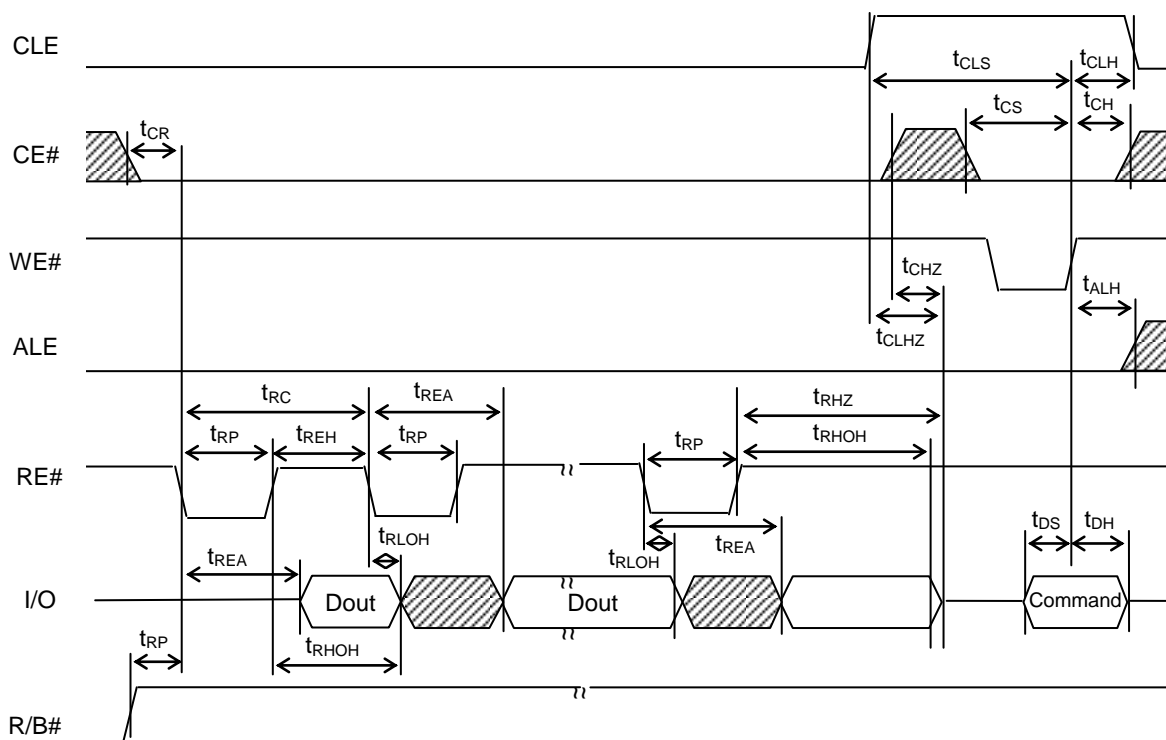 CLE
tCLS
tCLH
tCS
tCH
tCR
CE#
WE#
tCHZ
tALH
tCLHZ
ALE
tRC
tREA
tRHZ
tRP
tREH
tRP
tRP
tRHOH
RE#
tRLOH
tDS
tDH
tREA
tRLOH
tREA
I/O
Dout
Dout
Command
tRP
tRHOH
R/B#